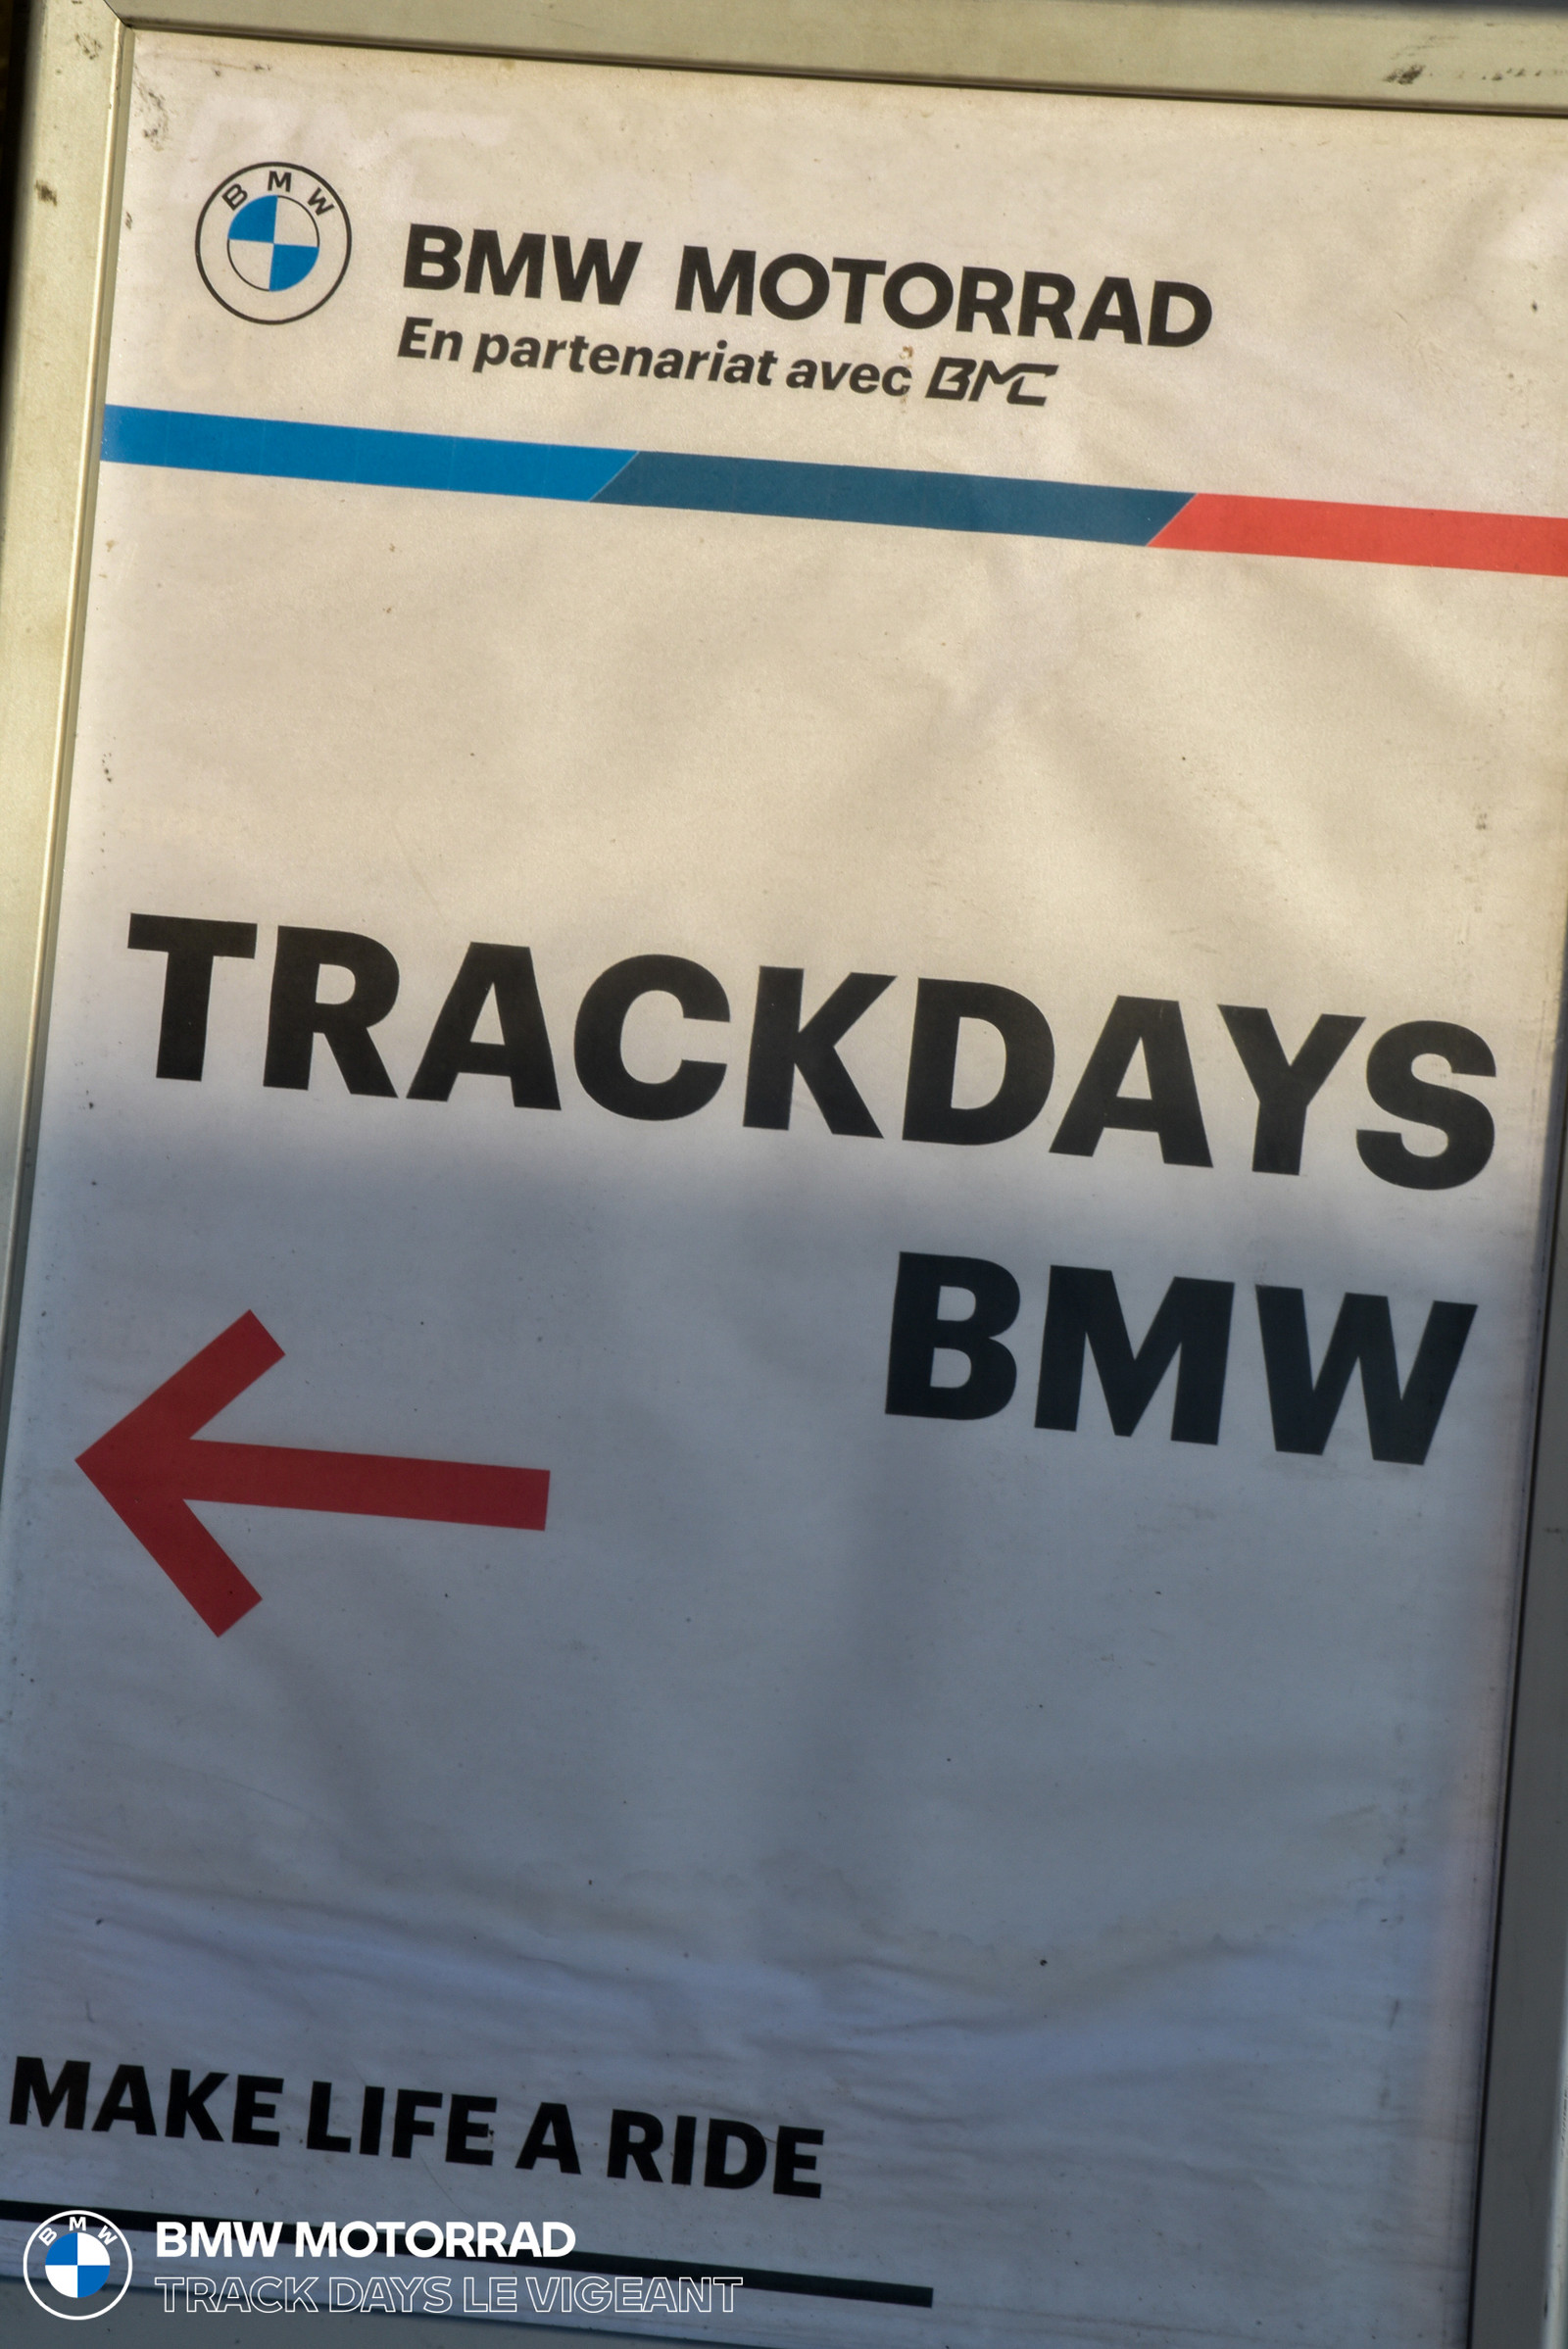 BMW
BMW MOTORRAD
En partenariat avec BMC
TRACKDAYS
BMW
MAKE LIFE A RIDE
BMW
BMW MOTORRAD
TRACK DAYS LE VIGEANT